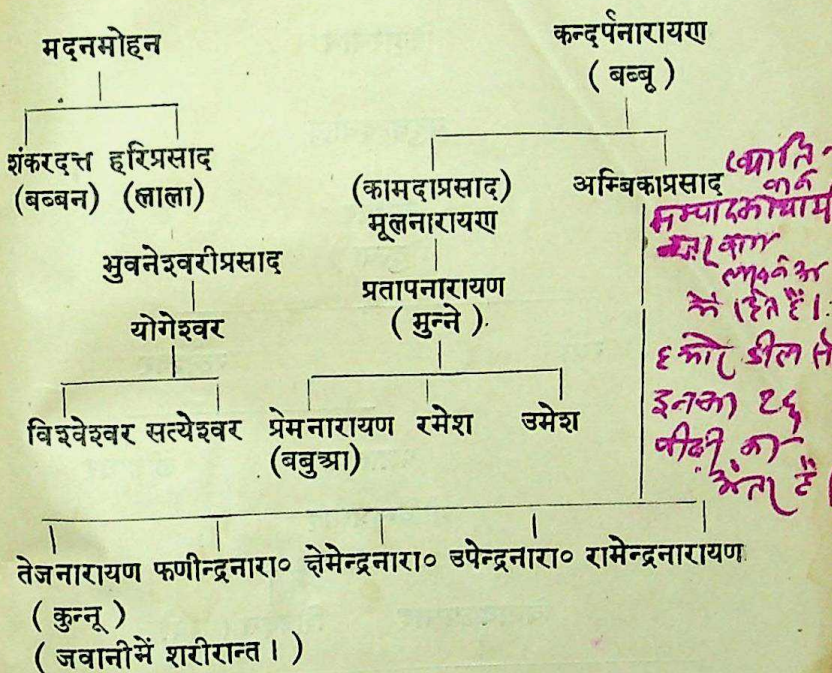 मदनमोहन
कन्दर्पनारायण
( बब्बू )
शंकरदत्त हरिप्रसाद
(बब्बन) (लाला)
भुवनेश्वरीप्रसाद
योगेश्वर
विश्वेश्वर सत्येश्वर
(कामदाप्रसाद)
मूलनारायण
प्रतापनारायण
( मुन्ने )
प्रेमनारायण रमेश उमेश
(बबुआ)
अम्बिकाप्रसाद
तेजनारायण फणीन्द्रनारा० क्षेमेन्द्रनारा० उपेन्द्रनारा० रामेन्द्रनारायण
( कुन्नू )
( जवानीमें शरीरान्त । )
सम्पादकाचार्य
हैं।
इनका २६
पीढ़ी का
अंतर है।